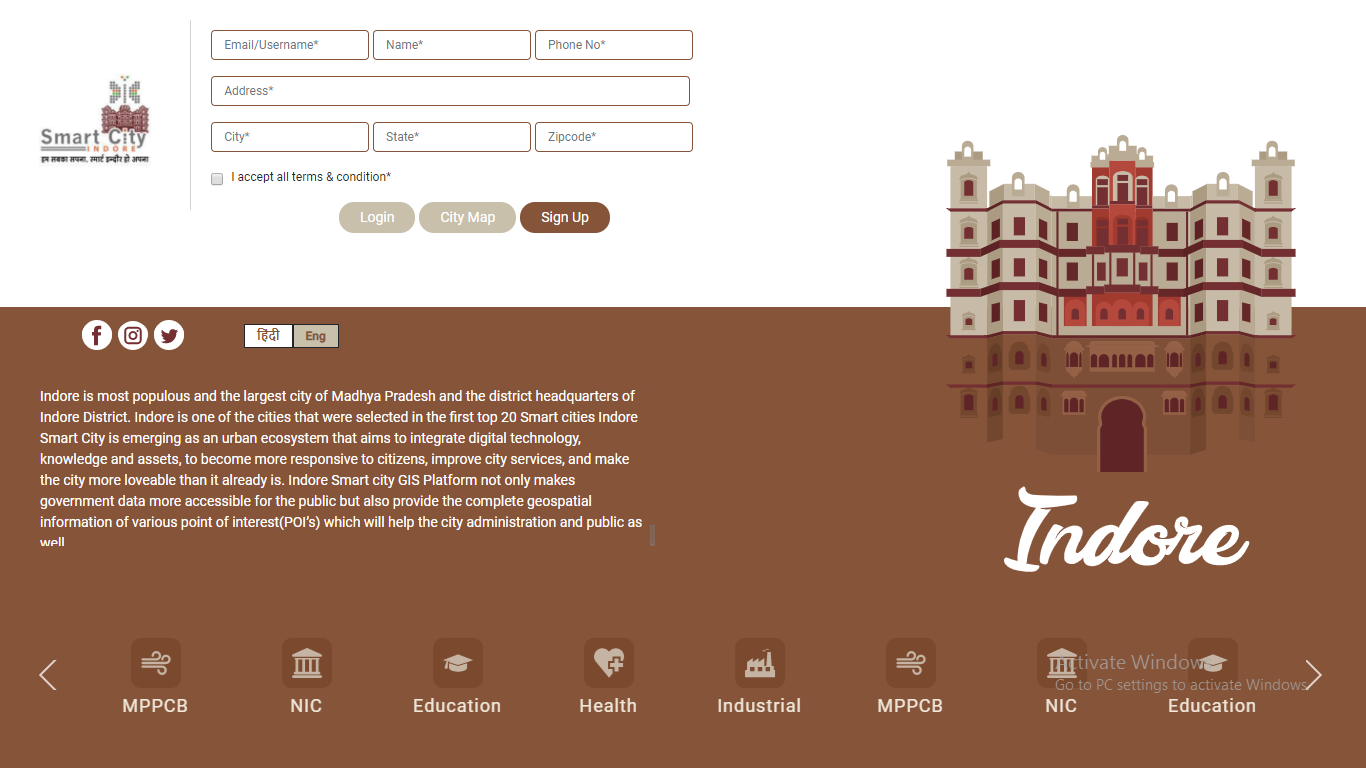 Email/Username*
Name*
Phone No*
Address*
City*
State*
Zipcode*
I accept all terms & condition*
Login
City Map
Sign Up
Smart City
INDORE
हम सबका सपना, स्मार्ट इन्दौर हो अपना
हिंदी
Eng
Indore is most populous and the largest city of Madhya Pradesh and the district headquarters of
Indore District. Indore is one of the cities that were selected in the first top 20 Smart cities Indore
Smart City is emerging as an urban ecosystem that aims to integrate digital technology,
knowledge and assets, to become more responsive to citizens, improve city services, and make
the city more loveable than it already is. Indore Smart city GIS Platform not only makes
government data more accessible for the public but also provide the complete geospatial
information of various point of interest(POI’s) which will help the city administration and public as
well
Indore
MPPCB
NIC
Education
Health
Industrial
MPPCB
NIC
Education
Activate Windows
Go to PC settings to activate Windows.